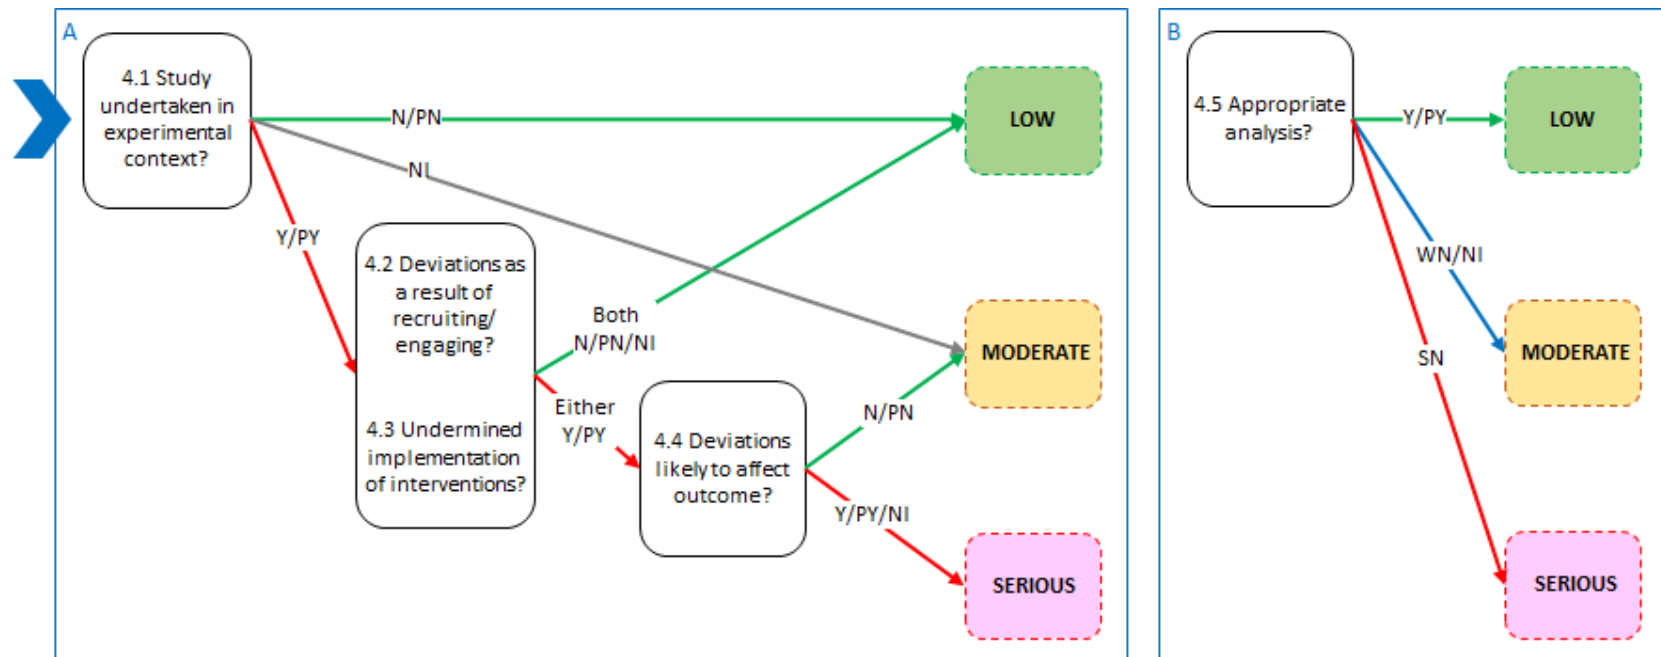 A
4.1 Study
undertaken in
experimental
context?
N/PN
NI
Y/PY
4.2 Deviations as
a result of
recruiting/
engaging?
4.3 Undermined
implementation
of interventions?
Both
N/PN/NI
Either
Y/PY
4.4 Deviations
likely to affect
outcome?
N/PN
Y/PY/NI
LOW
MODERATE
SERIOUS
B
4.5 Appropriate
analysis?
Y/PY
WN/NI
SN
LOW
MODERATE
SERIOUS